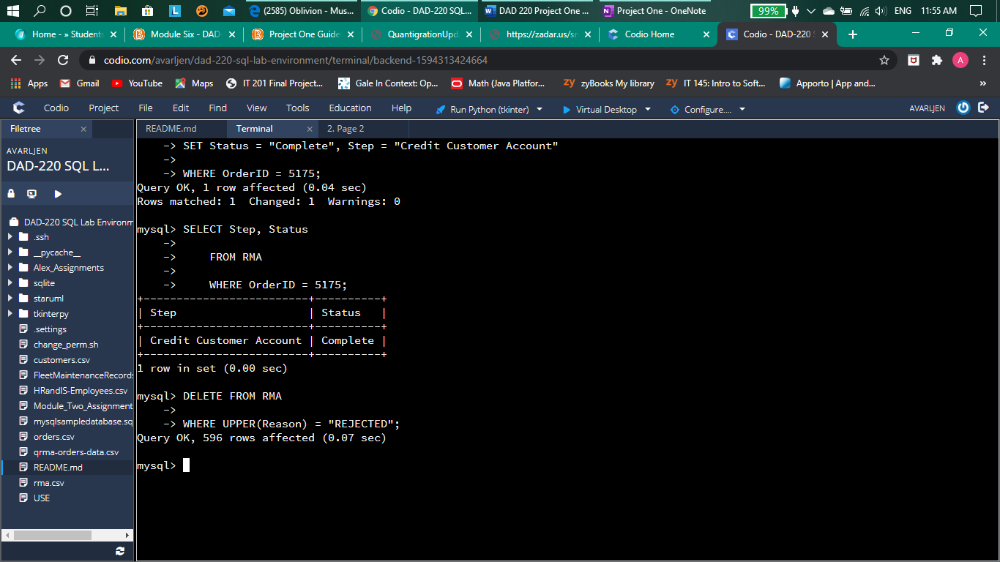 (2585) Oblivion - Mus... Codio - DAD-220 SQL... DAD 220 Project One ... Project One - OneNote 99% ENG 11:55 AM
Home - » Student: Module Six - DAD- Project One Guide QuantigrationUpd https://zadar.us/sn Codio Home Codio - DAD-220 S
codio.com/avarljen/dad-220-sql-lab-environment/terminal/backend-1594313424664
Apps Gmail YouTube Maps IT 201 Final Project... Gale In Context: Op... Math (Java Platfor... zyBooks My library IT 145: Intro to Soft... Apporto | App and... »
Codio Project File Edit Find View Tools Education Help Run Python (tkinter) Virtual Desktop Configure.... AVARLJEN
Filetree README.md Terminal 2. Page 2
AVARLJEN
DAD-220 SQL L...
DAD-220 SQL Lab Environm
.ssh
__pycache__
Alex_Assignments
sqlite
staruml
tkinterpy
.settings
change_perm.sh
customers.csv
FleetMaintenanceRecords
HRandIS-Employees.csv
Module_Two_Assignment
mysqlsampledatabase.sq
orders.csv
qrma-orders-data.csv
README.md
rma.csv
USE
-> SET Status = "Complete", Step = "Credit Customer Account"
->
-> WHERE OrderID = 5175;
Query OK, 1 row affected (0.04 sec)
Rows matched: 1  Changed: 1  Warnings: 0
mysql> SELECT Step, Status
->
->     FROM RMA
->
->     WHERE OrderID = 5175;
+-------------------------+----------+
| Step                    | Status   |
+-------------------------+----------+
| Credit Customer Account | Complete |
+-------------------------+----------+
1 row in set (0.00 sec)
mysql> DELETE FROM RMA
->
-> WHERE UPPER(Reason) = "REJECTED";
Query OK, 596 rows affected (0.07 sec)
mysql>